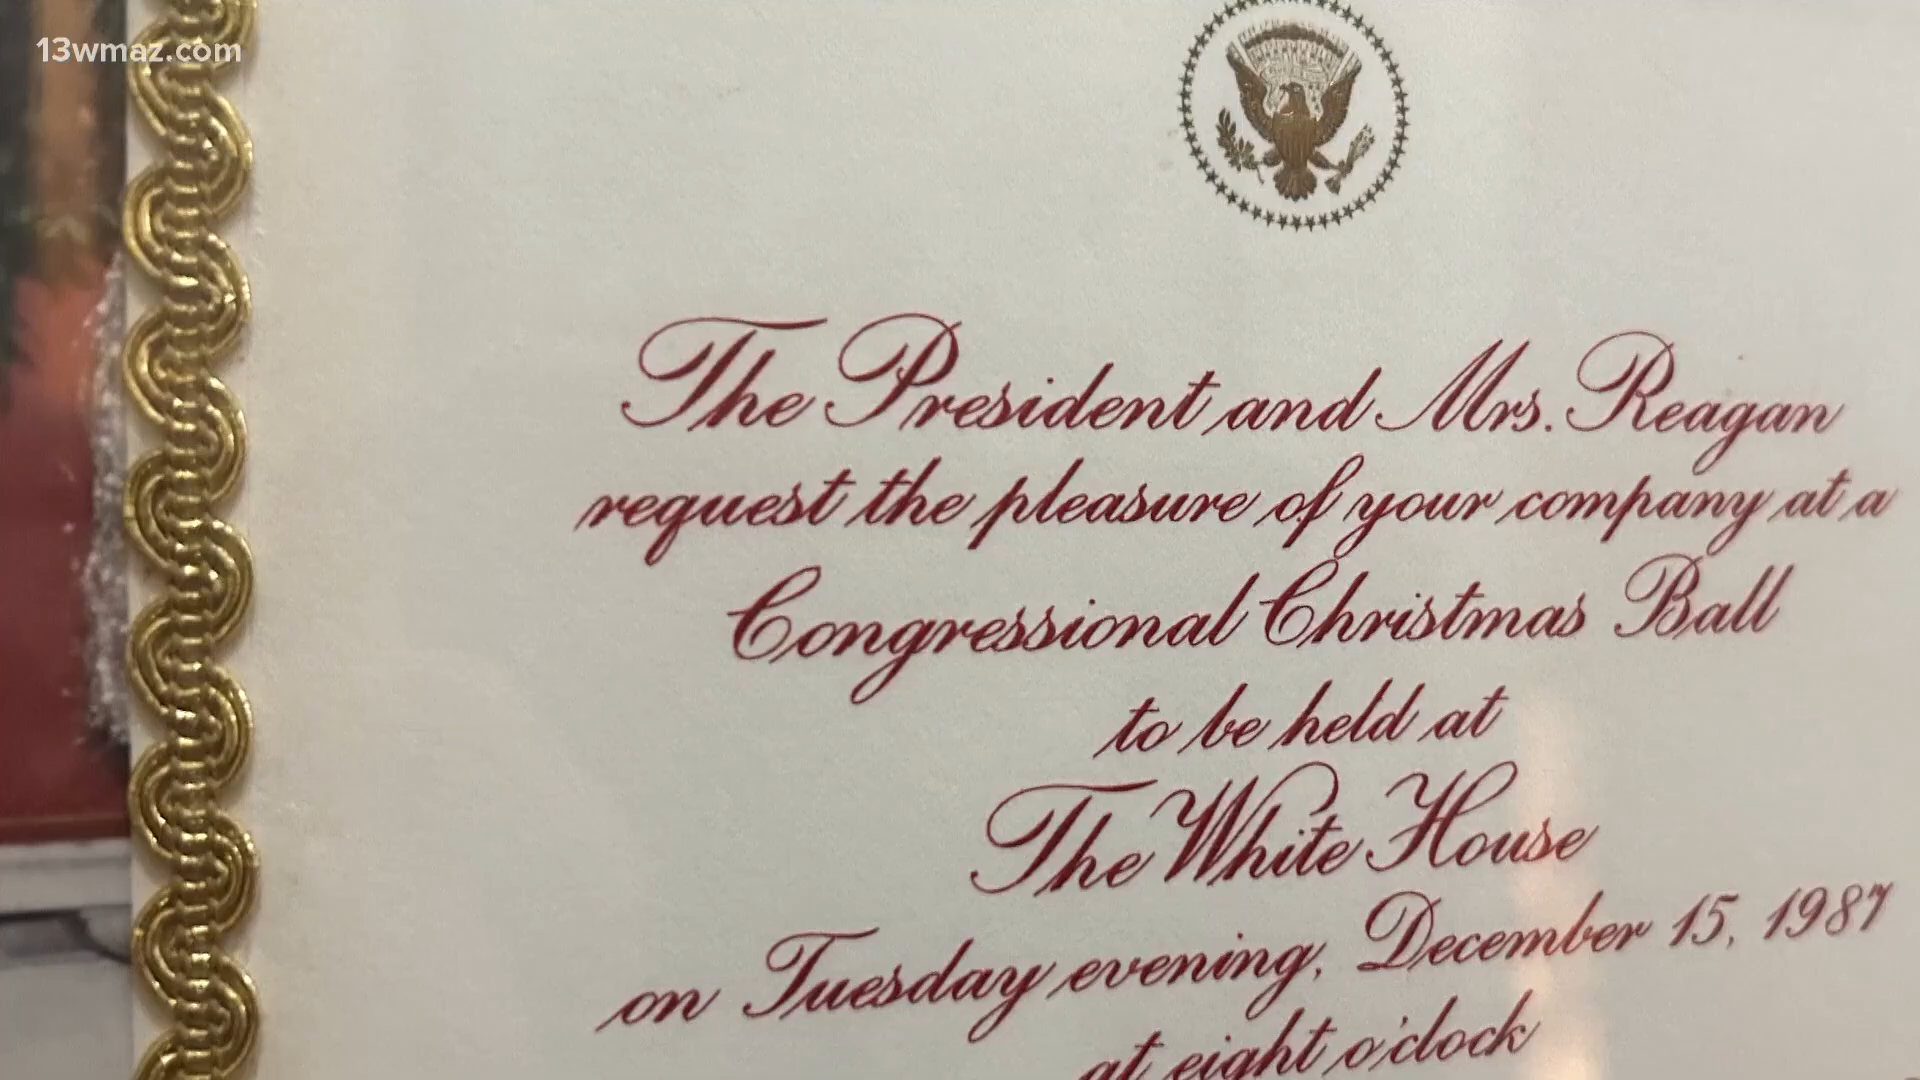 13wmaz.com
The President and Mrs. Reagan
request the pleasure of your company at a
Congressional Christmas Ball
to be held at
The White House
on Tuesday evening, December 15, 1987
at eight o'clock